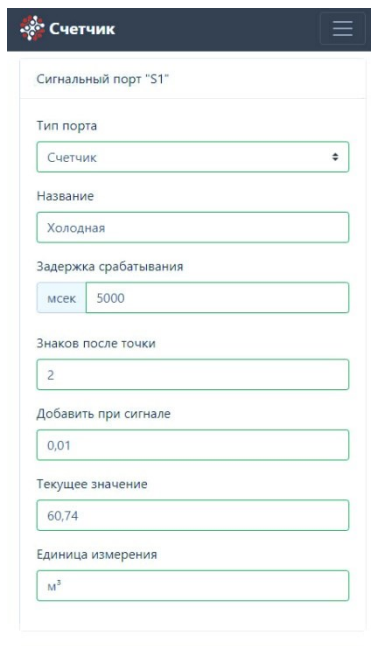 Счетчик
Сигнальный порт "S1"
Тип порта
Счетчик
Название
Холодная
Задержка срабатывания
мсек 5000
Знаков после точки
2
Добавить при сигнале
0,01
Текущее значение
60,74
Единица измерения
м³